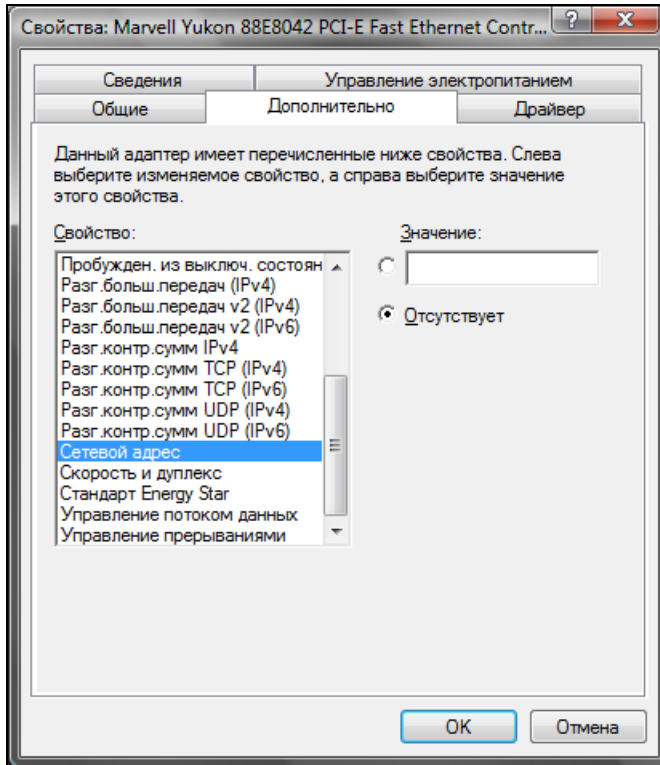 Свойства: Marvell Yukon 88E8042 PCI-E Fast Ethernet Contr...
Сведения
Управление электропитанием
Общие
Дополнительно
Драйвер
Данный адаптер имеет перечисленные ниже свойства. Слева
выберите изменяемое свойство, а справа выберите значение
этого свойства.
Свойство:
Значение:
Пробужден. из выключ. состоян
Разг.больш.передач (IPv4)
Разг.больш.передач v2 (IPv4)
Разг.больш.передач v2 (IPv6)
Разг.контр.сумм IPv4
Разг.контр.сумм TCP (IPv4)
Разг.контр.сумм TCP (IPv6)
Разг.контр.сумм UDP (IPv4)
Разг.контр.сумм UDP (IPv6)
Сетевой адрес
Скорость и дуплекс
Стандарт Energy Star
Управление потоком данных
Управление прерываниями
Отсутствует
OK
Отмена